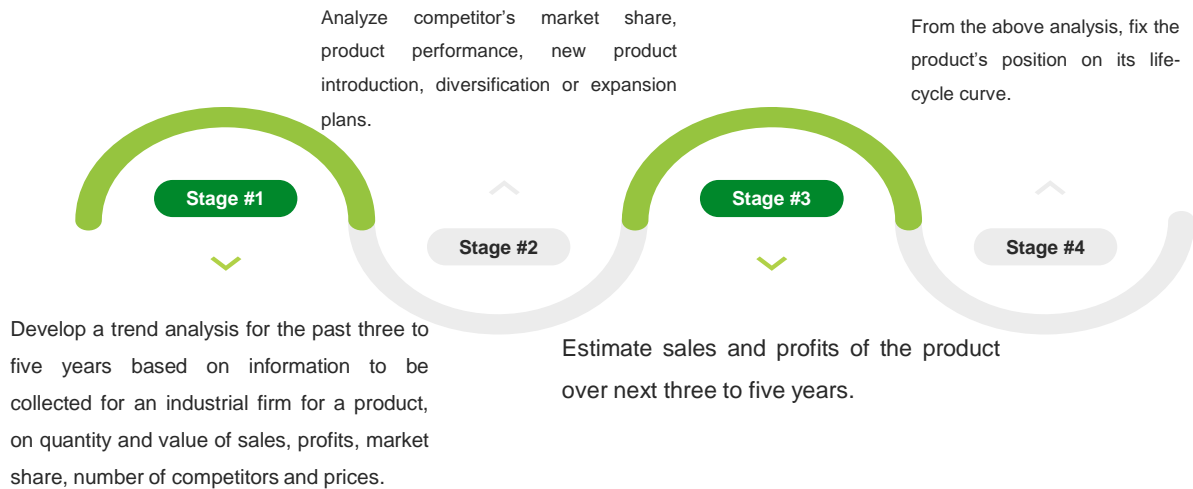 Stage #1
Develop a trend analysis for the past three to
five years based on information to be
collected for an industrial firm for a product,
on quantity and value of sales, profits, market
share, number of competitors and prices.
Analyze competitor’s market share,
product performance, new product
introduction, diversification or expansion
plans.
Stage #2
Stage #3
Estimate sales and profits of the product
over next three to five years.
From the above analysis, fix the
product’s position on its life-
cycle curve.
Stage #4